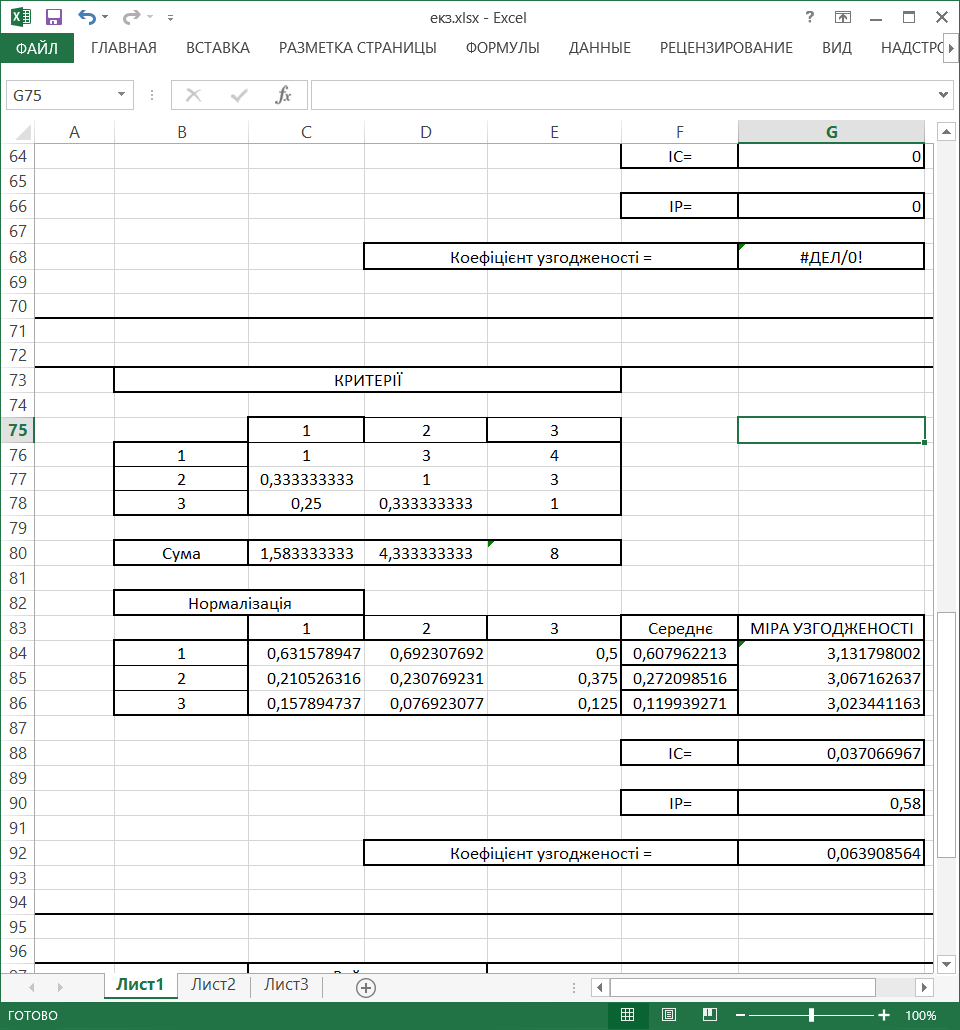 екз.xlsx - Excel
ФАЙЛ ГЛАВНАЯ ВСТАВКА РАЗМЕТКА СТРАНИЦЫ ФОРМУЛЫ ДАННЫЕ РЕЦЕНЗИРОВАНИЕ ВИД НАДСТРО
G75 fx
A B C D E F G
64 ІС= 0
65
66 ІР= 0
67
68 Коефіцієнт узгодженості = #ДЕЛ/0!
69
70
71
72
73 КРИТЕРІЇ
74
75 1 2 3
76 1 1 3 4
77 2 0,333333333 1 3
78 3 0,25 0,333333333 1
79
80 Сума 1,583333333 4,333333333 8
81
82 Нормалізація
83 1 2 3 Середнє МІРА УЗГОДЖЕНОСТІ
84 1 0,631578947 0,692307692 0,5 0,607962213 3,131798002
85 2 0,210526316 0,230769231 0,375 0,272098516 3,067162637
86 3 0,157894737 0,076923077 0,125 0,119939271 3,023441163
87
88 ІС= 0,037066967
89
90 ІР= 0,58
91
92 Коефіцієнт узгодженості = 0,063908564
93
94
95
96
Лист1 Лист2 Лист3
ГОТОВО 100%